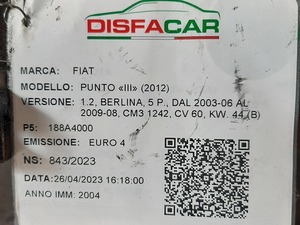 DISFACAR
MARCA: FIAT
MODELLO: PUNTO «III» (2012)
VERSIONE: 1.2, BERLINA, 5 P., DAL 2003-06 AL
2009-08, CM3 1242, CV 60, KW. 44 (B)
P5: 188A4000
EMISSIONE: EURO 4
NS: 843/2023
DATA:26/04/2023 16:18:00
ANNO IMM: 2004